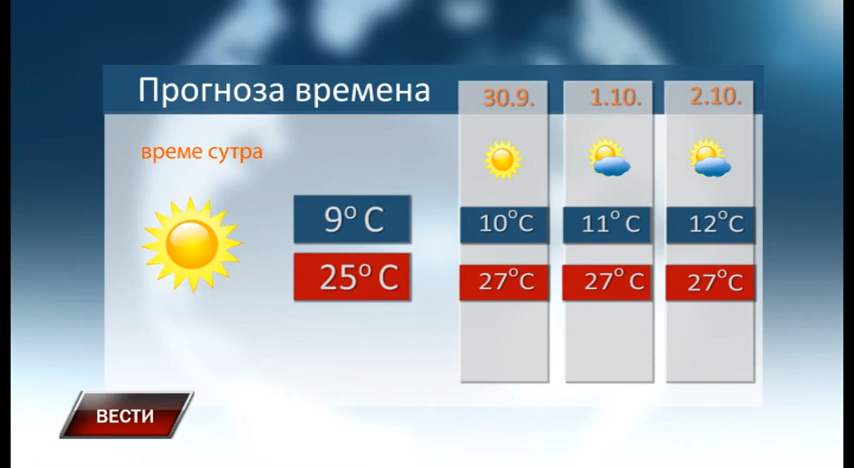 Прогноза времена
време сутра
9° C
25° C
30.9. 1.10. 2.10.
10°C 11°C 12°C
27°C 27°C 27°C
ВЕСТИ